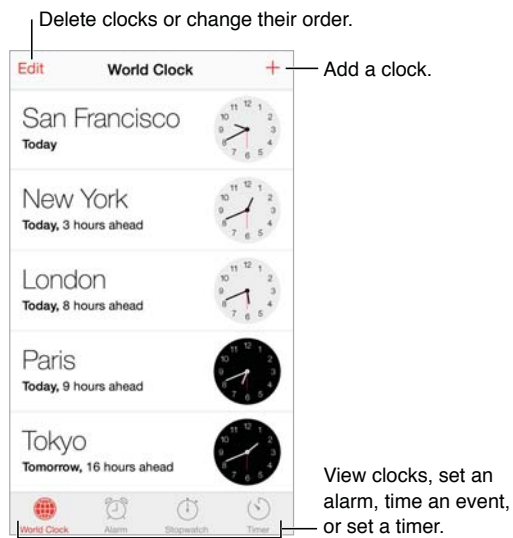 Delete clocks or change their order.
Edit World Clock +
Add a clock.
San Francisco
Today
New York
Today, 3 hours ahead
London
Today, 8 hours ahead
Paris
Today, 9 hours ahead
Tokyo
Tomorrow, 16 hours ahead
World Clock Alarm Stopwatch Timer
View clocks, set an
alarm, time an event,
or set a timer.